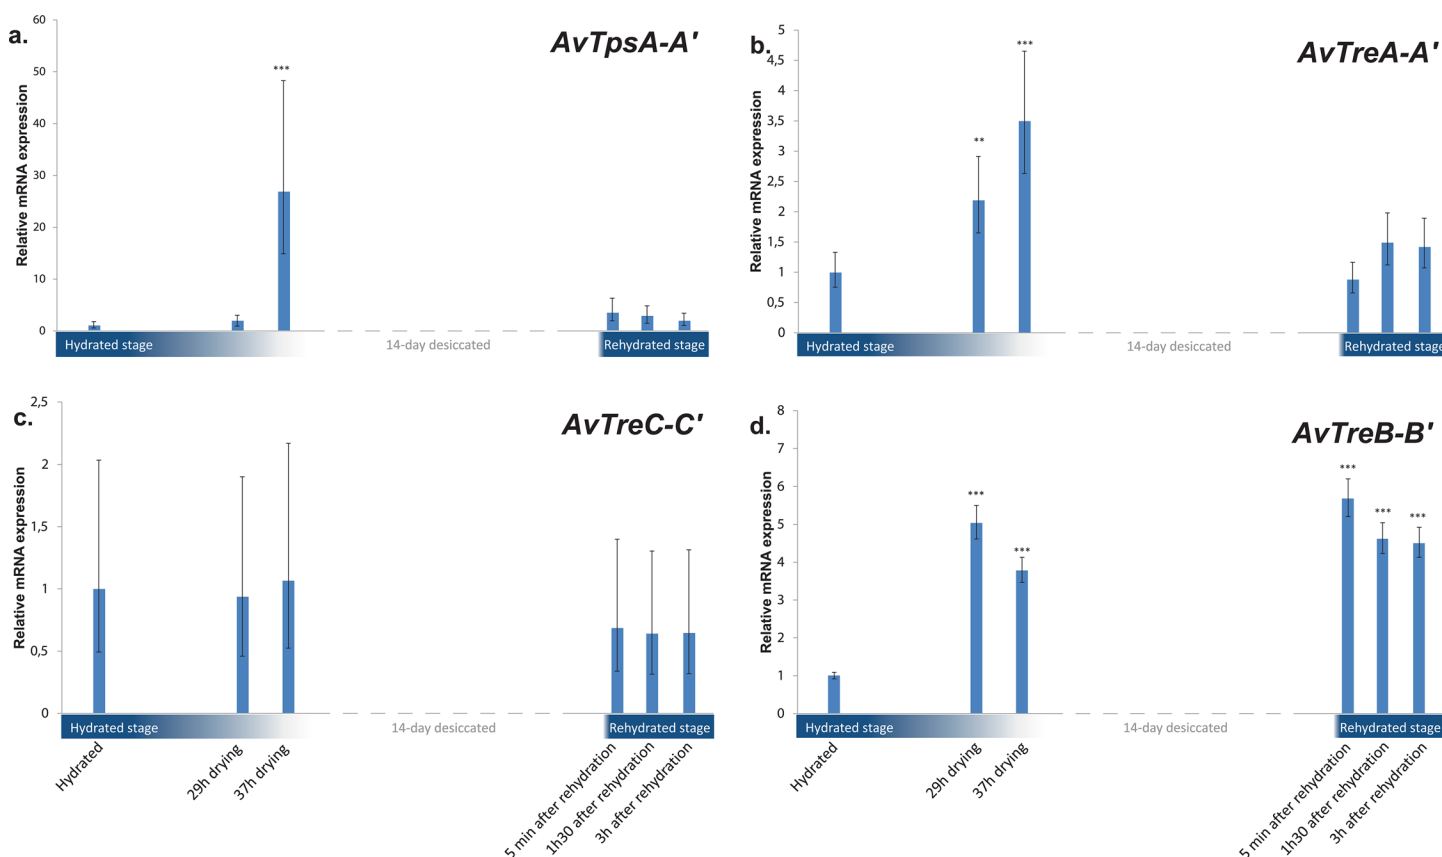 a.
AvTpsA-A'
Relative mRNA expression
60
50
40
30
20
10
0
***
Hydrated stage
14-day desiccated
Rehydrated stage
b.
AvTreA-A'
Relative mRNA expression
5
4,5
4
3,5
3
2,5
2
1,5
1
0,5
0
**
***
Hydrated stage
14-day desiccated
Rehydrated stage
c.
AvTreC-C'
Relative mRNA expression
2,5
2
1,5
1
0,5
0
Hydrated stage
14-day desiccated
Rehydrated stage
Hydrated
29h drying
37h drying
5 min after rehydration
1h30 after rehydration
3h after rehydration
d.
AvTreB-B'
Relative mRNA expression
8
7
6
5
4
3
2
1
0
***
***
***
***
***
Hydrated stage
14-day desiccated
Rehydrated stage
Hydrated
29h drying
37h drying
5 min after rehydration
1h30 after rehydration
3h after rehydration